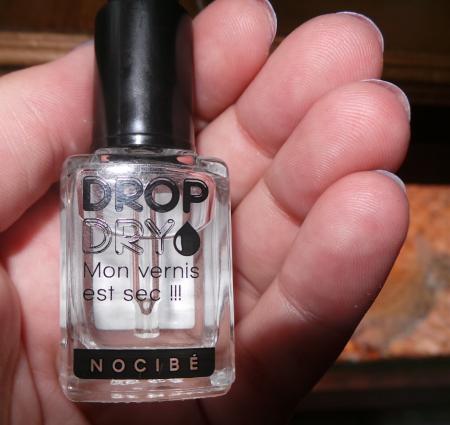 DROP
DRY
Mon vernis
est sec !!!
NOCIBÉ